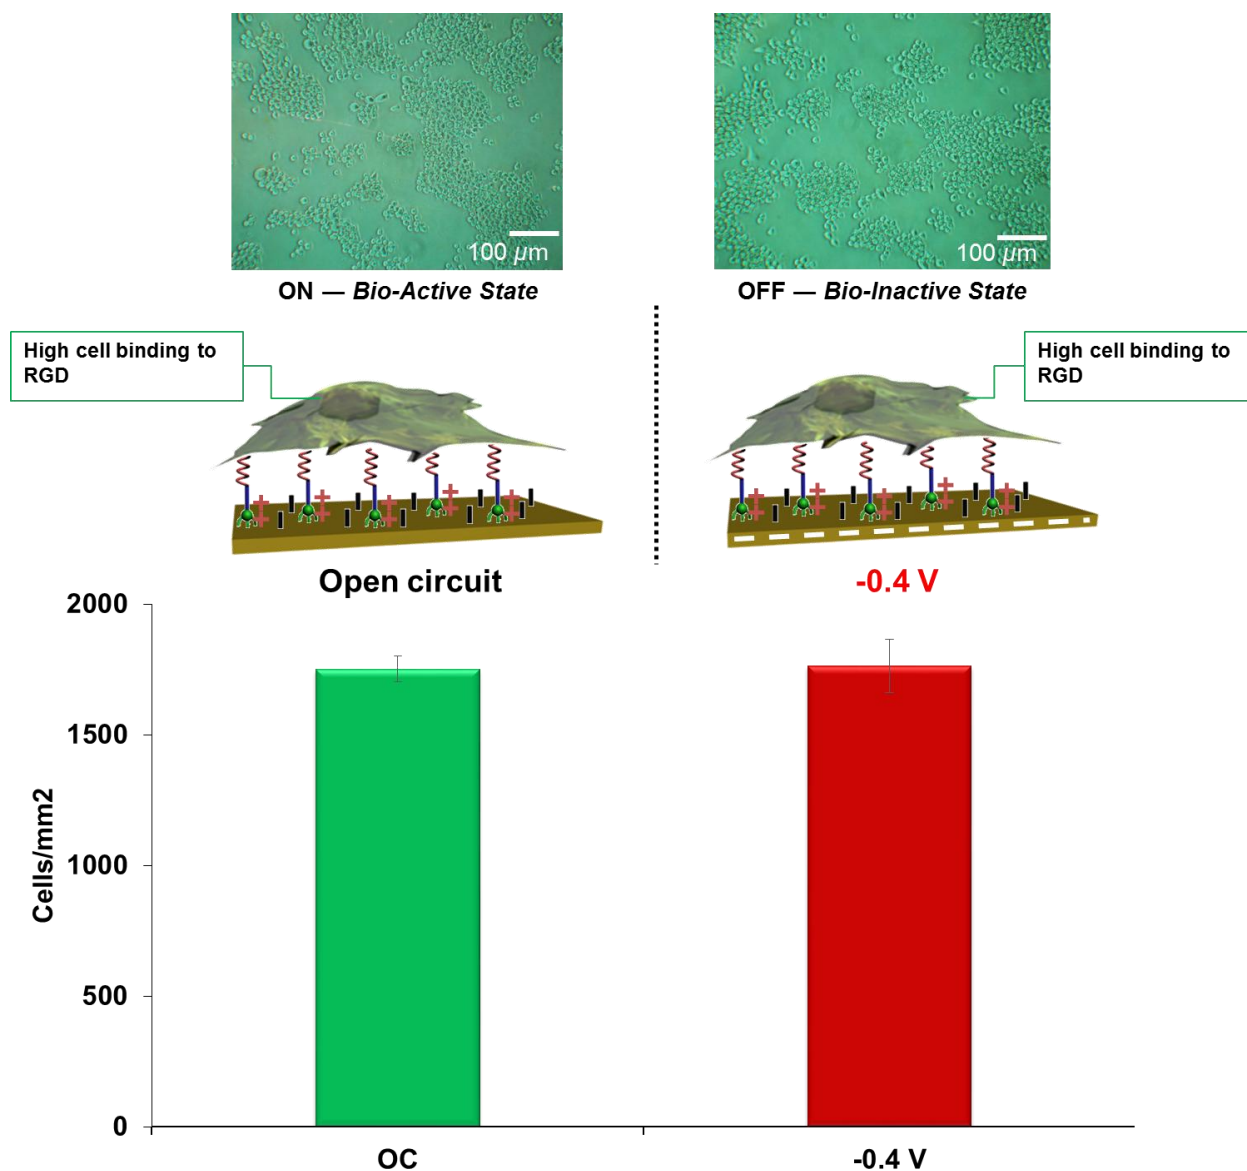 100 µm
100 µm
ON — Bio-Active State
OFF — Bio-Inactive State
High cell binding to
RGD
High cell binding to
RGD
Open circuit
-0.4 V
2000
1500
1000
500
0
Cells/mm2
OC
-0.4 V